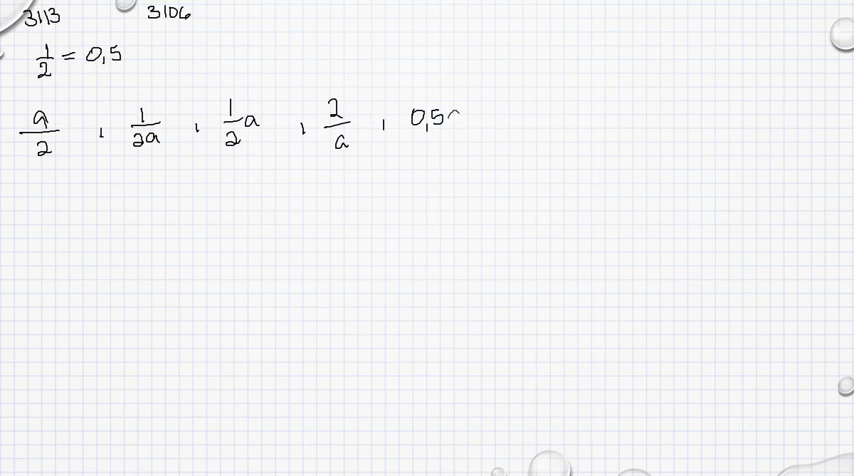 3113 3106
1/2 = 0,5
a/2 , 1/2a , 1/2 a , 2/a , 0,5